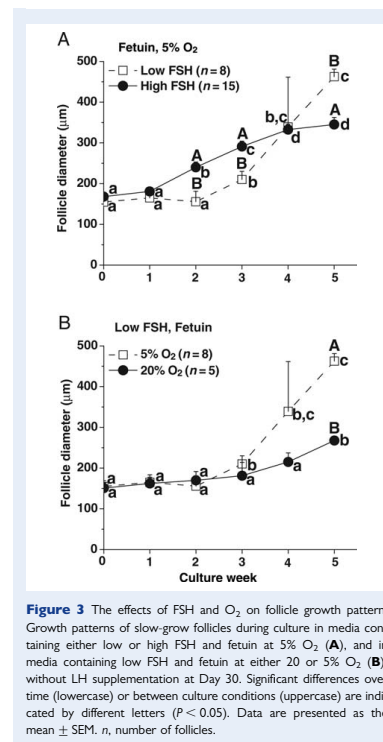 A
Fetuin, 5% O₂
Low FSH (n=8)
High FSH (n=15)
Follicle diameter (μm)
500
400
300
200
100
0
a
a
a
a
A
b
B
a
A
c
B
b
b,c
d
B
c
A
d
0 1 2 3 4 5
B
Low FSH, Fetuin
5% O₂ (n=8)
20% O₂ (n=5)
Follicle diameter (μm)
500
400
300
200
100
0
a
a
a
a
a
a
b
a
b,c
a
A
c
B
b
0 1 2 3 4 5
Culture week
Figure 3 The effects of FSH and O₂ on follicle growth pattern
Growth patterns of slow-grow follicles during culture in media con-
taining either low or high FSH and fetuin at 5% O₂ (A), and in
media containing low FSH and fetuin at either 20 or 5% O₂ (B)
without LH supplementation at Day 30. Significant differences over
time (lowercase) or between culture conditions (uppercase) are indi-
cated by different letters (P < 0.05). Data are presented as the
mean ± SEM. n, number of follicles.